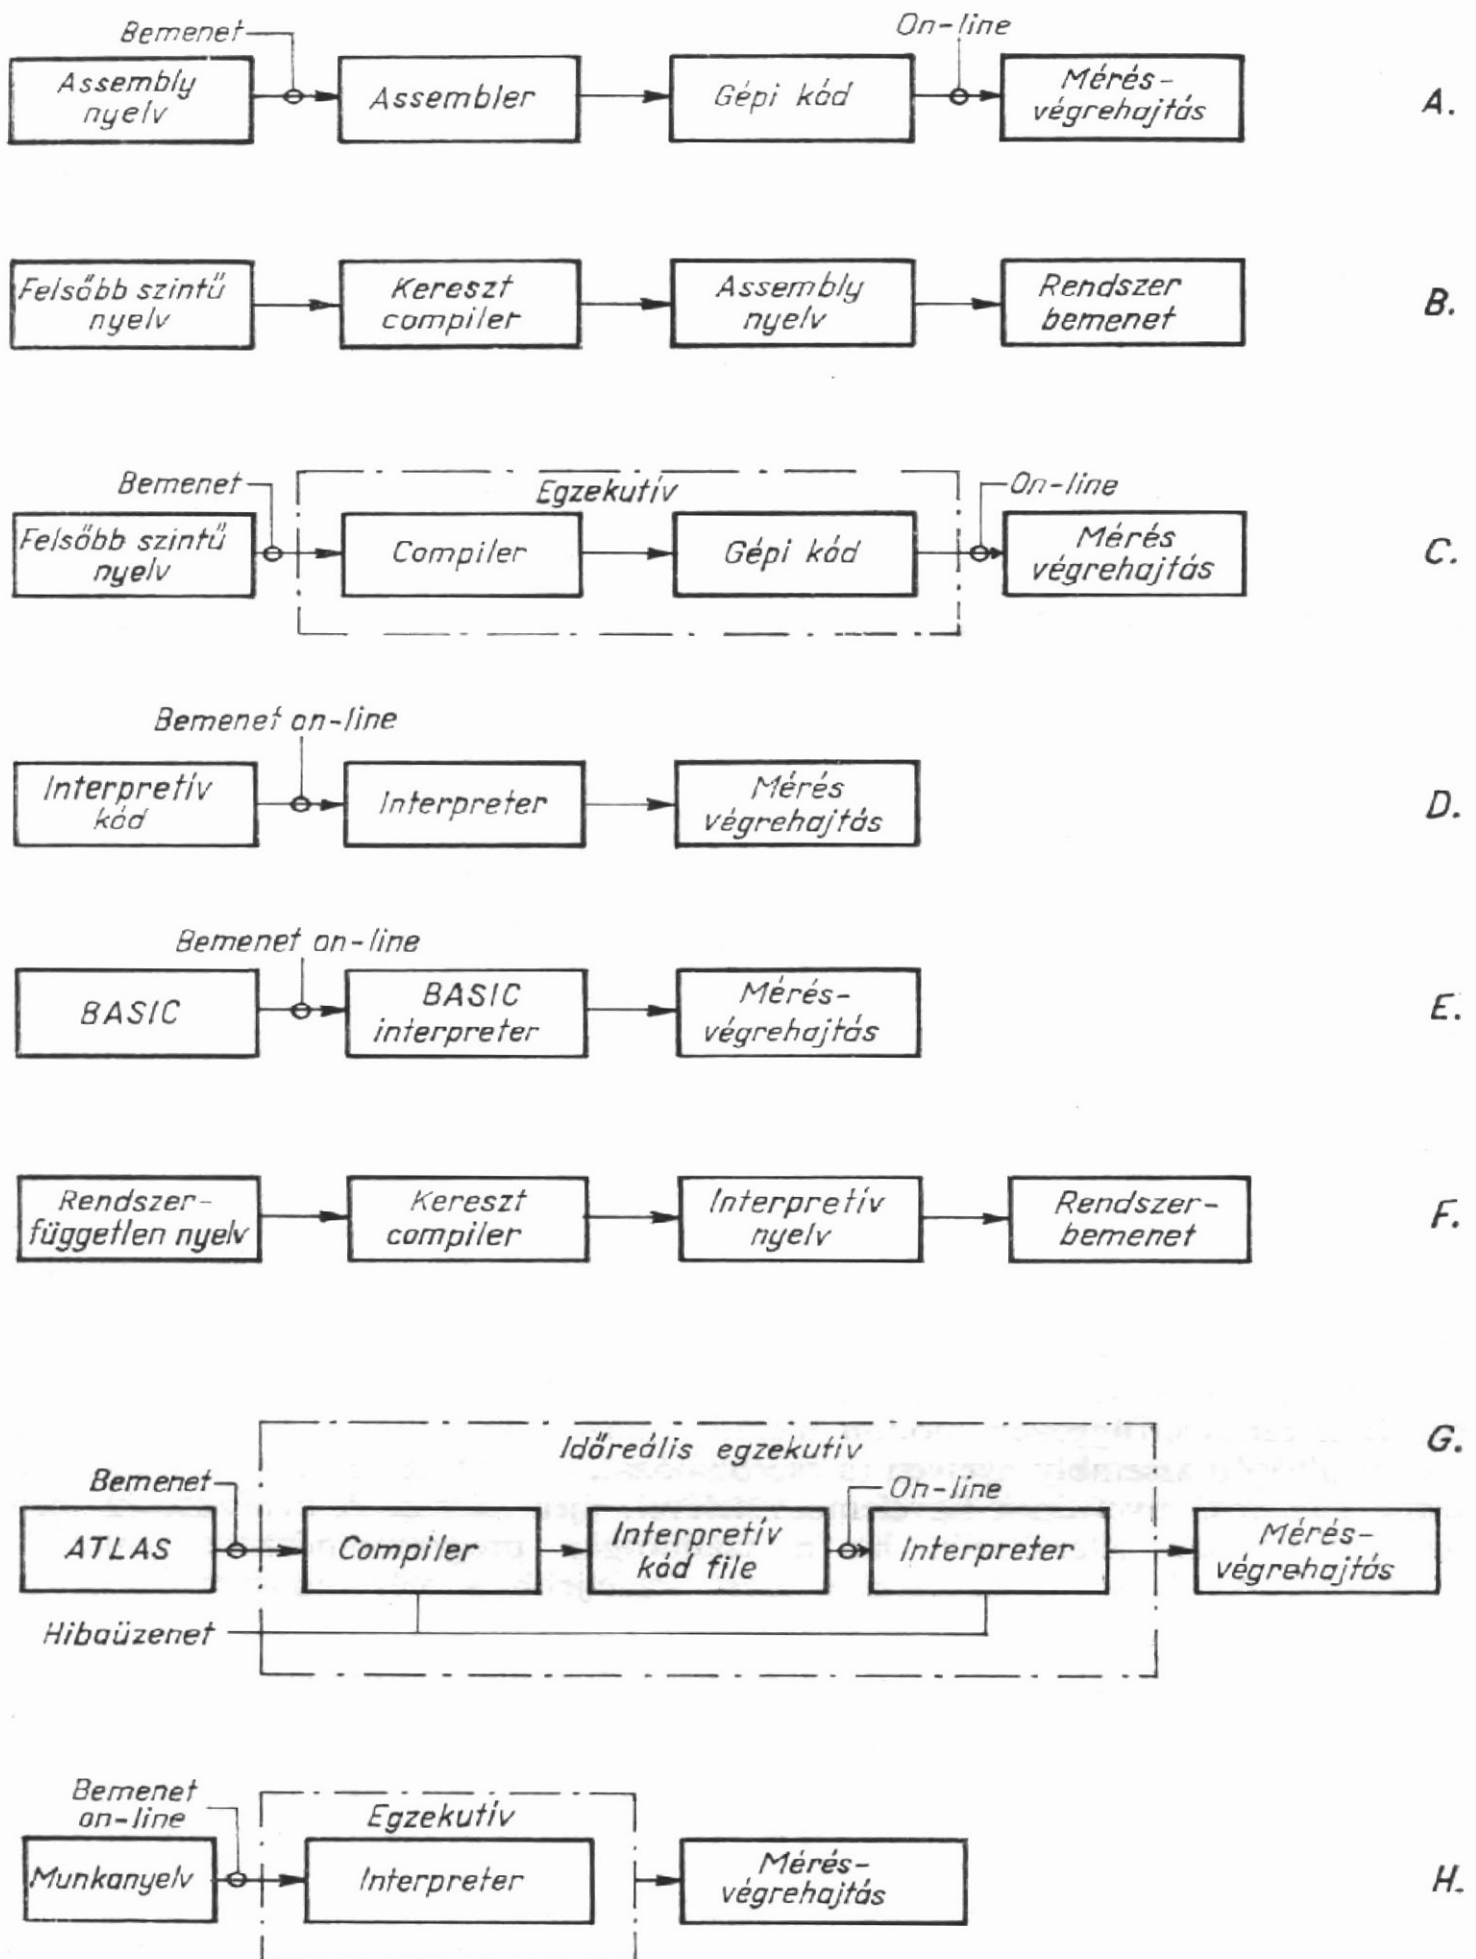 Bemenet
On-line
Assembly
nyelv
Assembler
Gépi kód
Mérés-
végrehajtás
A.
Felsőbb szintű
nyelv
Kereszt
compiler
Assembly
nyelv
Rendszer
bemenet
B.
Bemenet
Egzekutív
On-line
Felsőbb szintű
nyelv
Compiler
Gépi kód
Mérés
végrehajtás
C.
Bemenet on-line
Interpretív
kód
Interpreter
Mérés
végrehajtás
D.
Bemenet on-line
BASIC
BASIC
interpreter
Mérés-
végrehajtás
E.
Rendszer-
független nyelv
Kereszt
compiler
Interpretív
nyelv
Rendszer-
bemenet
F.
Időreális egzekutív
G.
Bemenet
On-line
ATLAS
Compiler
Interpretív
kód file
Interpreter
Mérés-
végrehajtás
Hibaüzenet
Bemenet
on-line
Egzekutív
Munkanyelv
Interpreter
Mérés-
végrehajtás
H.